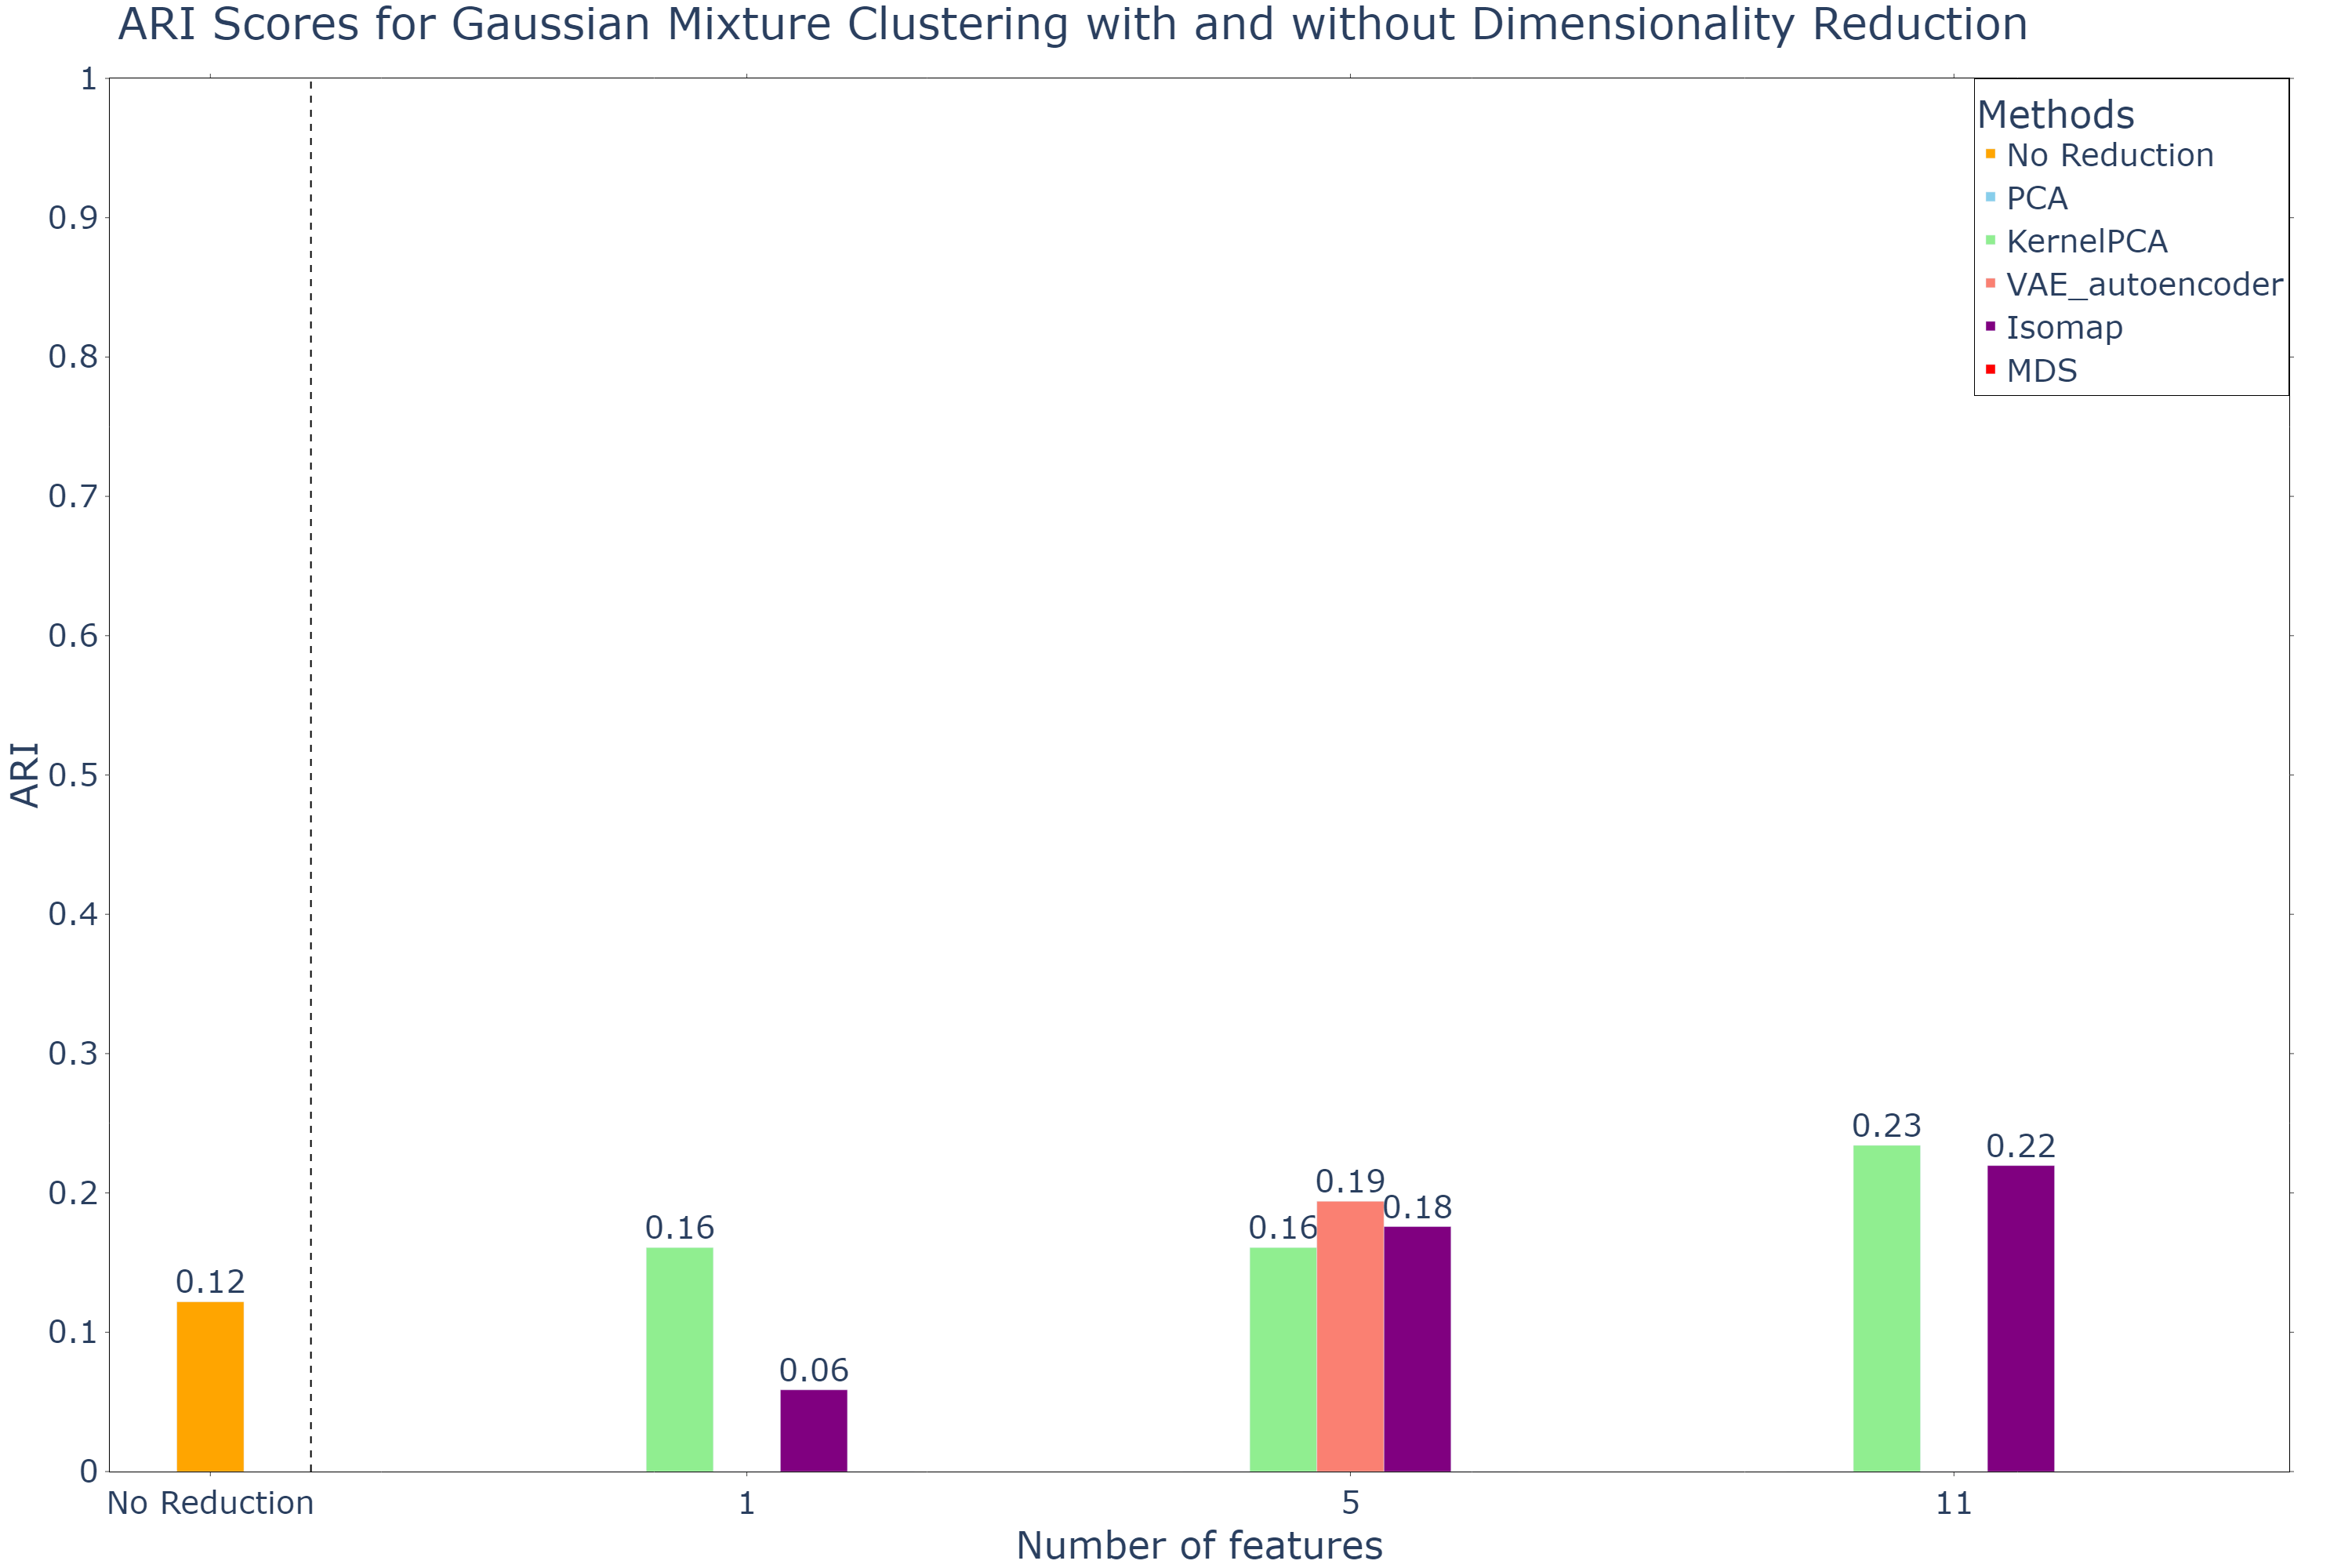 ARI Scores for Gaussian Mixture Clustering with and without Dimensionality Reduction
1
0.9
0.8
0.7
0.6
0.5
0.4
0.3
0.2
0.1
0
ARI
Methods
No Reduction
PCA
KernelPCA
VAE_autoencoder
Isomap
MDS
0.12
0.16
0.06
0.16
0.19
0.18
0.23
0.22
No Reduction
1
5
11
Number of features